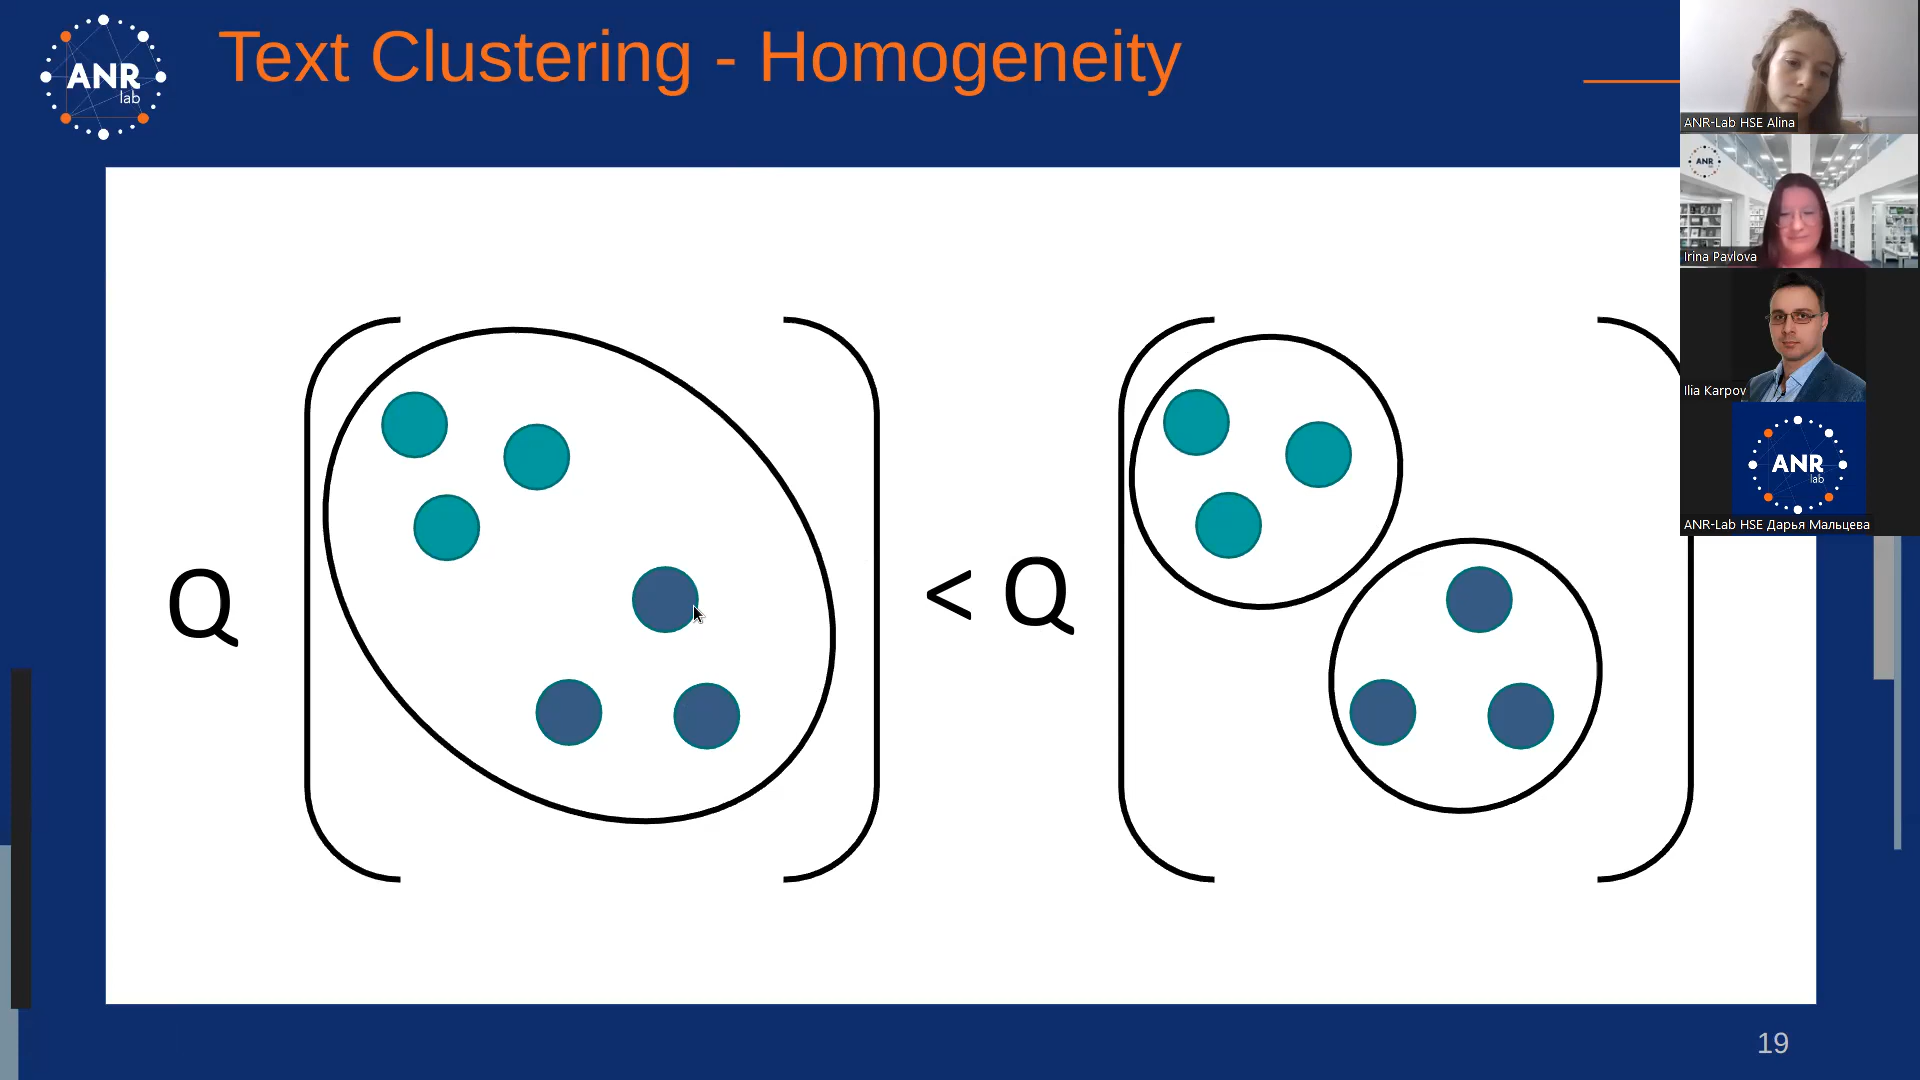 ANR
lab
Text Clustering - Homogeneity
Q
< Q
19
ANR-Lab HSE Alina
ANR
lab
Irina Pavlova
Ilia Karpov
ANR
lab
ANR-Lab HSE Дарья Мальцева